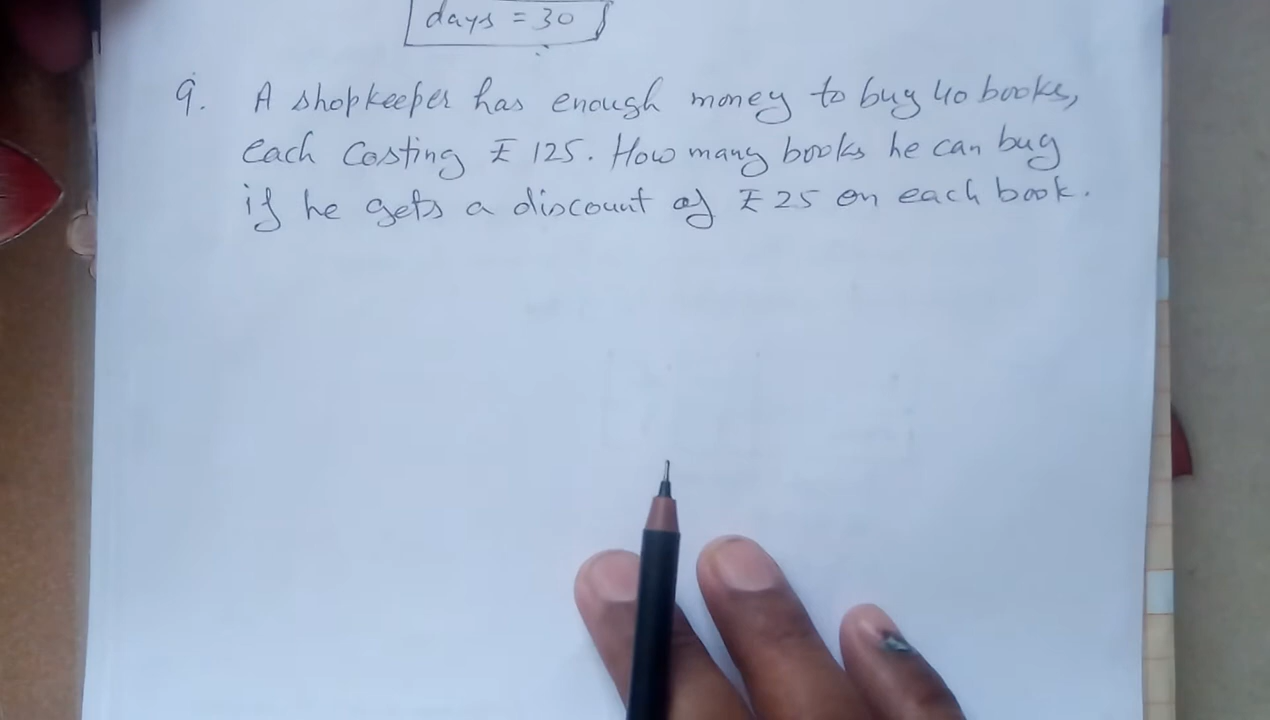 days = 30
9. A shopkeeper has enough money to buy 40 books,
each costing ₹ 125. How many books he can buy
if he gets a discount of ₹ 25 on each book.